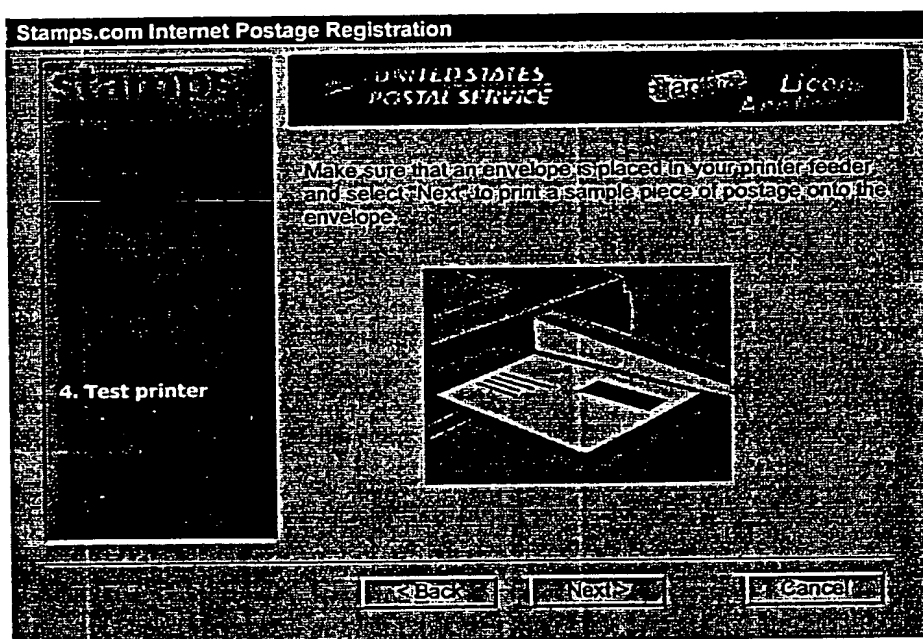 Stamps.com Internet Postage Registration
stamps
UNITED STATES
POSTAL SERVICE
Make sure that an envelope is placed in your printer feeder
and select "Next" to print a sample piece of postage onto the
envelope.
4. Test printer
< Back
Next >
Cancel